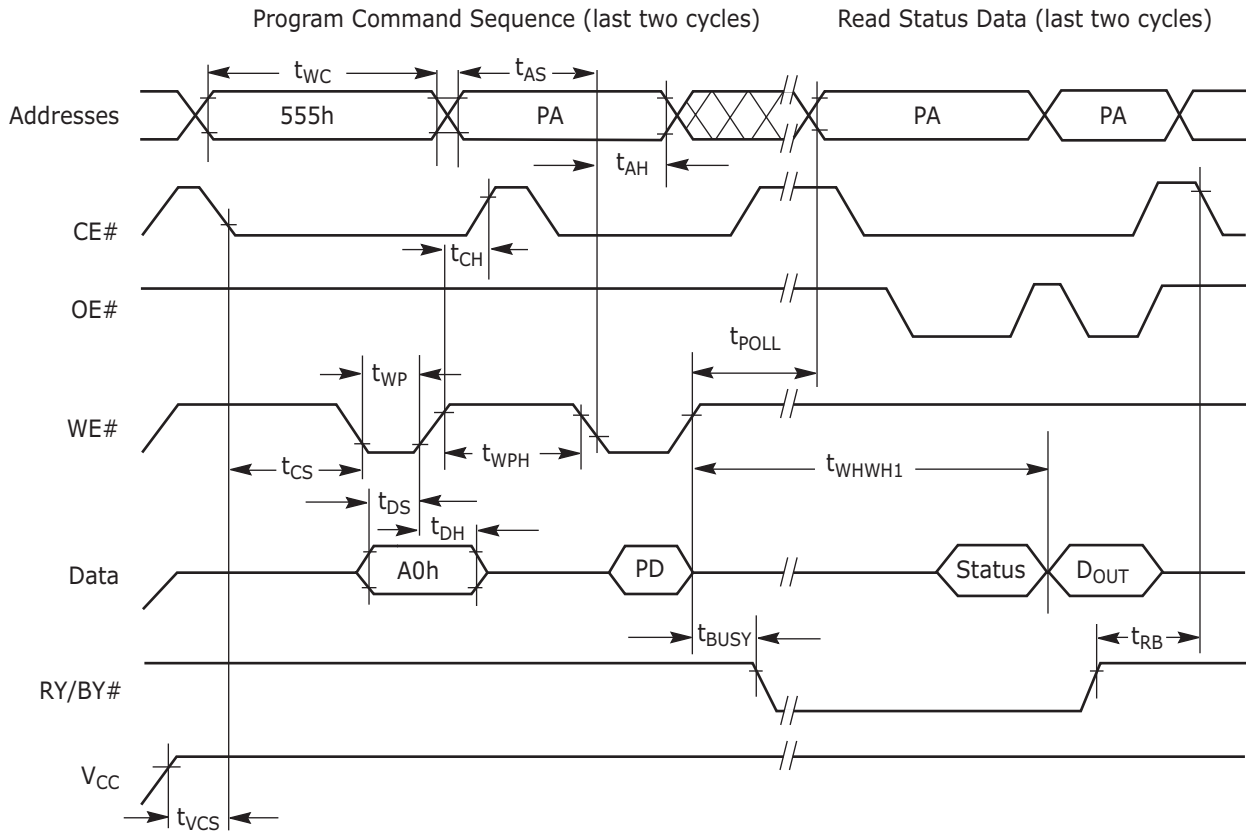 Program Command Sequence (last two cycles) Read Status Data (last two cycles)
tWC tAS
Addresses 555h PA PA PA
tAH
CE#
tCH
OE#
tPOLL
tWP
WE#
tCS tWPH tWHWH1
tDS
tDH
Data A0h PD Status DOUT
tBUSY tRB
RY/BY#
VCC
tVCS